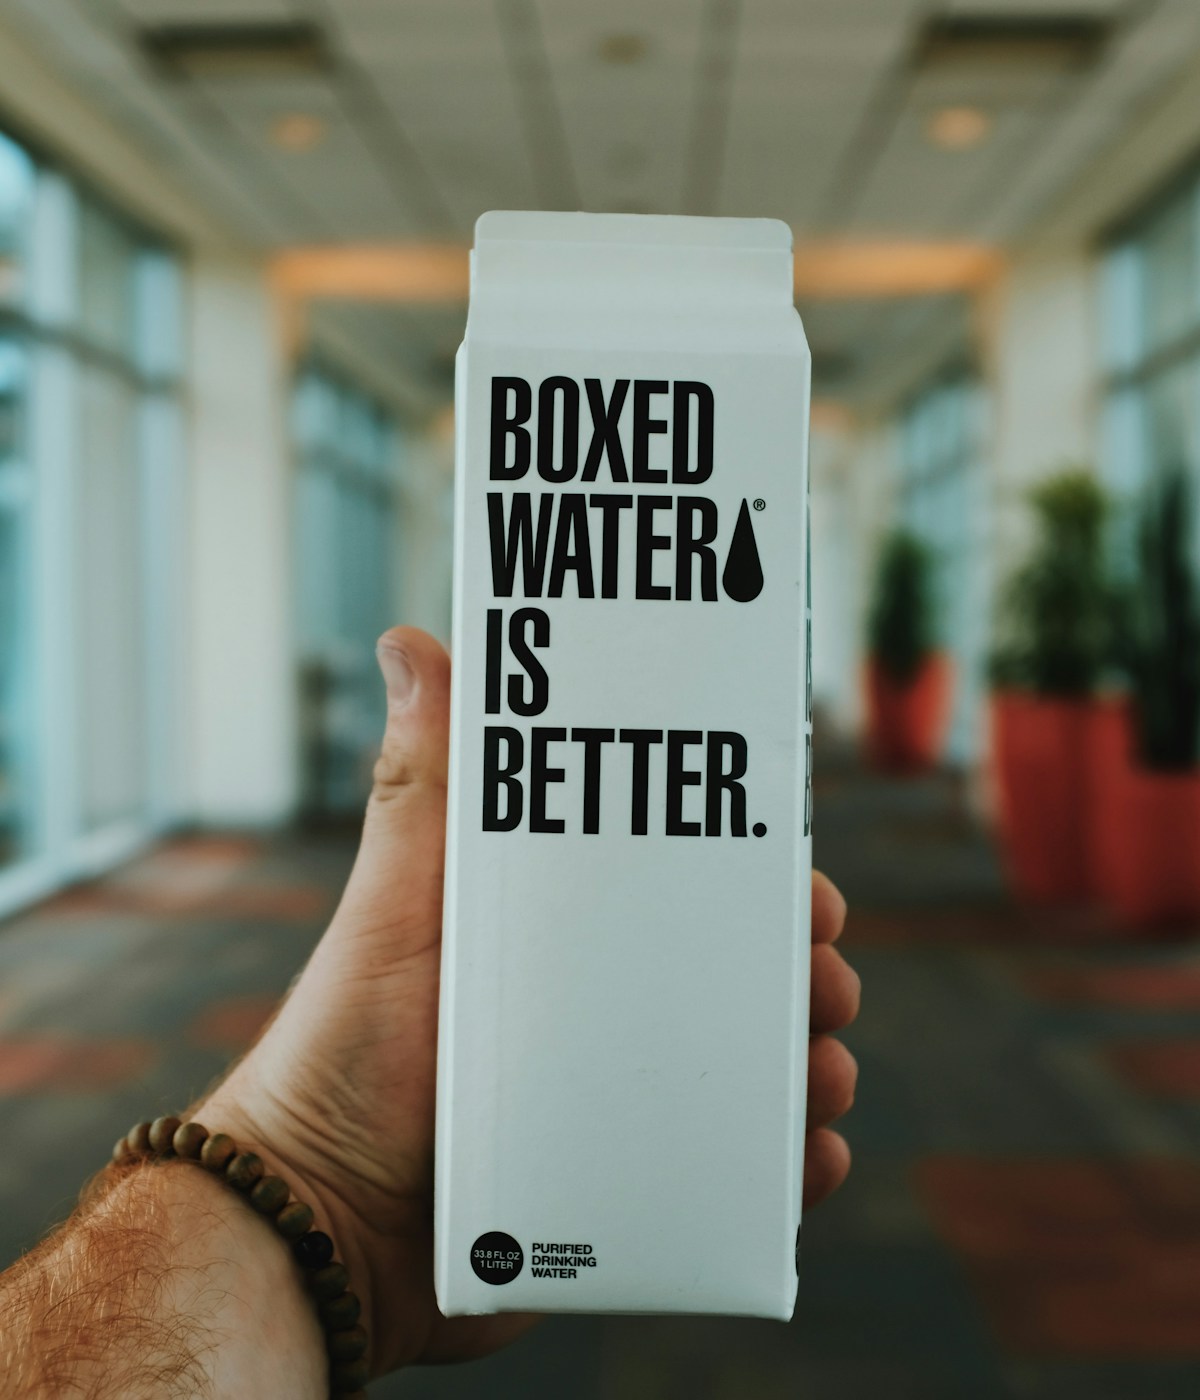 BOXED
WATER®
IS
BETTER.
33.8 FL OZ
1 LITER
PURIFIED
DRINKING
WATER